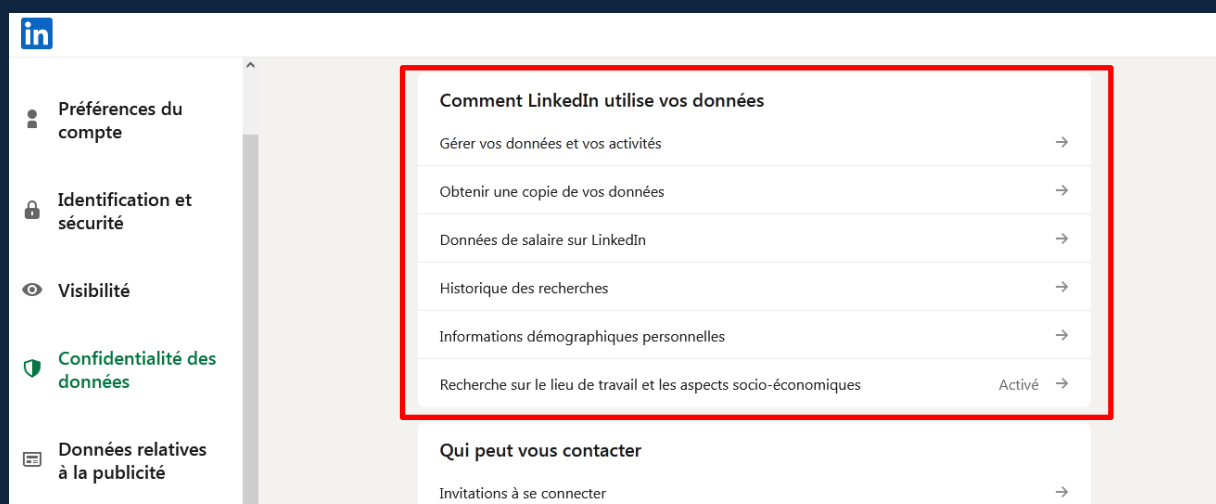 in
Préférences du
compte
Identification et
sécurité
Visibilité
Confidentialité des
données
Données relatives
à la publicité
Comment LinkedIn utilise vos données
Gérer vos données et vos activités
Obtenir une copie de vos données
Données de salaire sur LinkedIn
Historique des recherches
Informations démographiques personnelles
Recherche sur le lieu de travail et les aspects socio-économiques Activé
Qui peut vous contacter
Invitations à se connecter